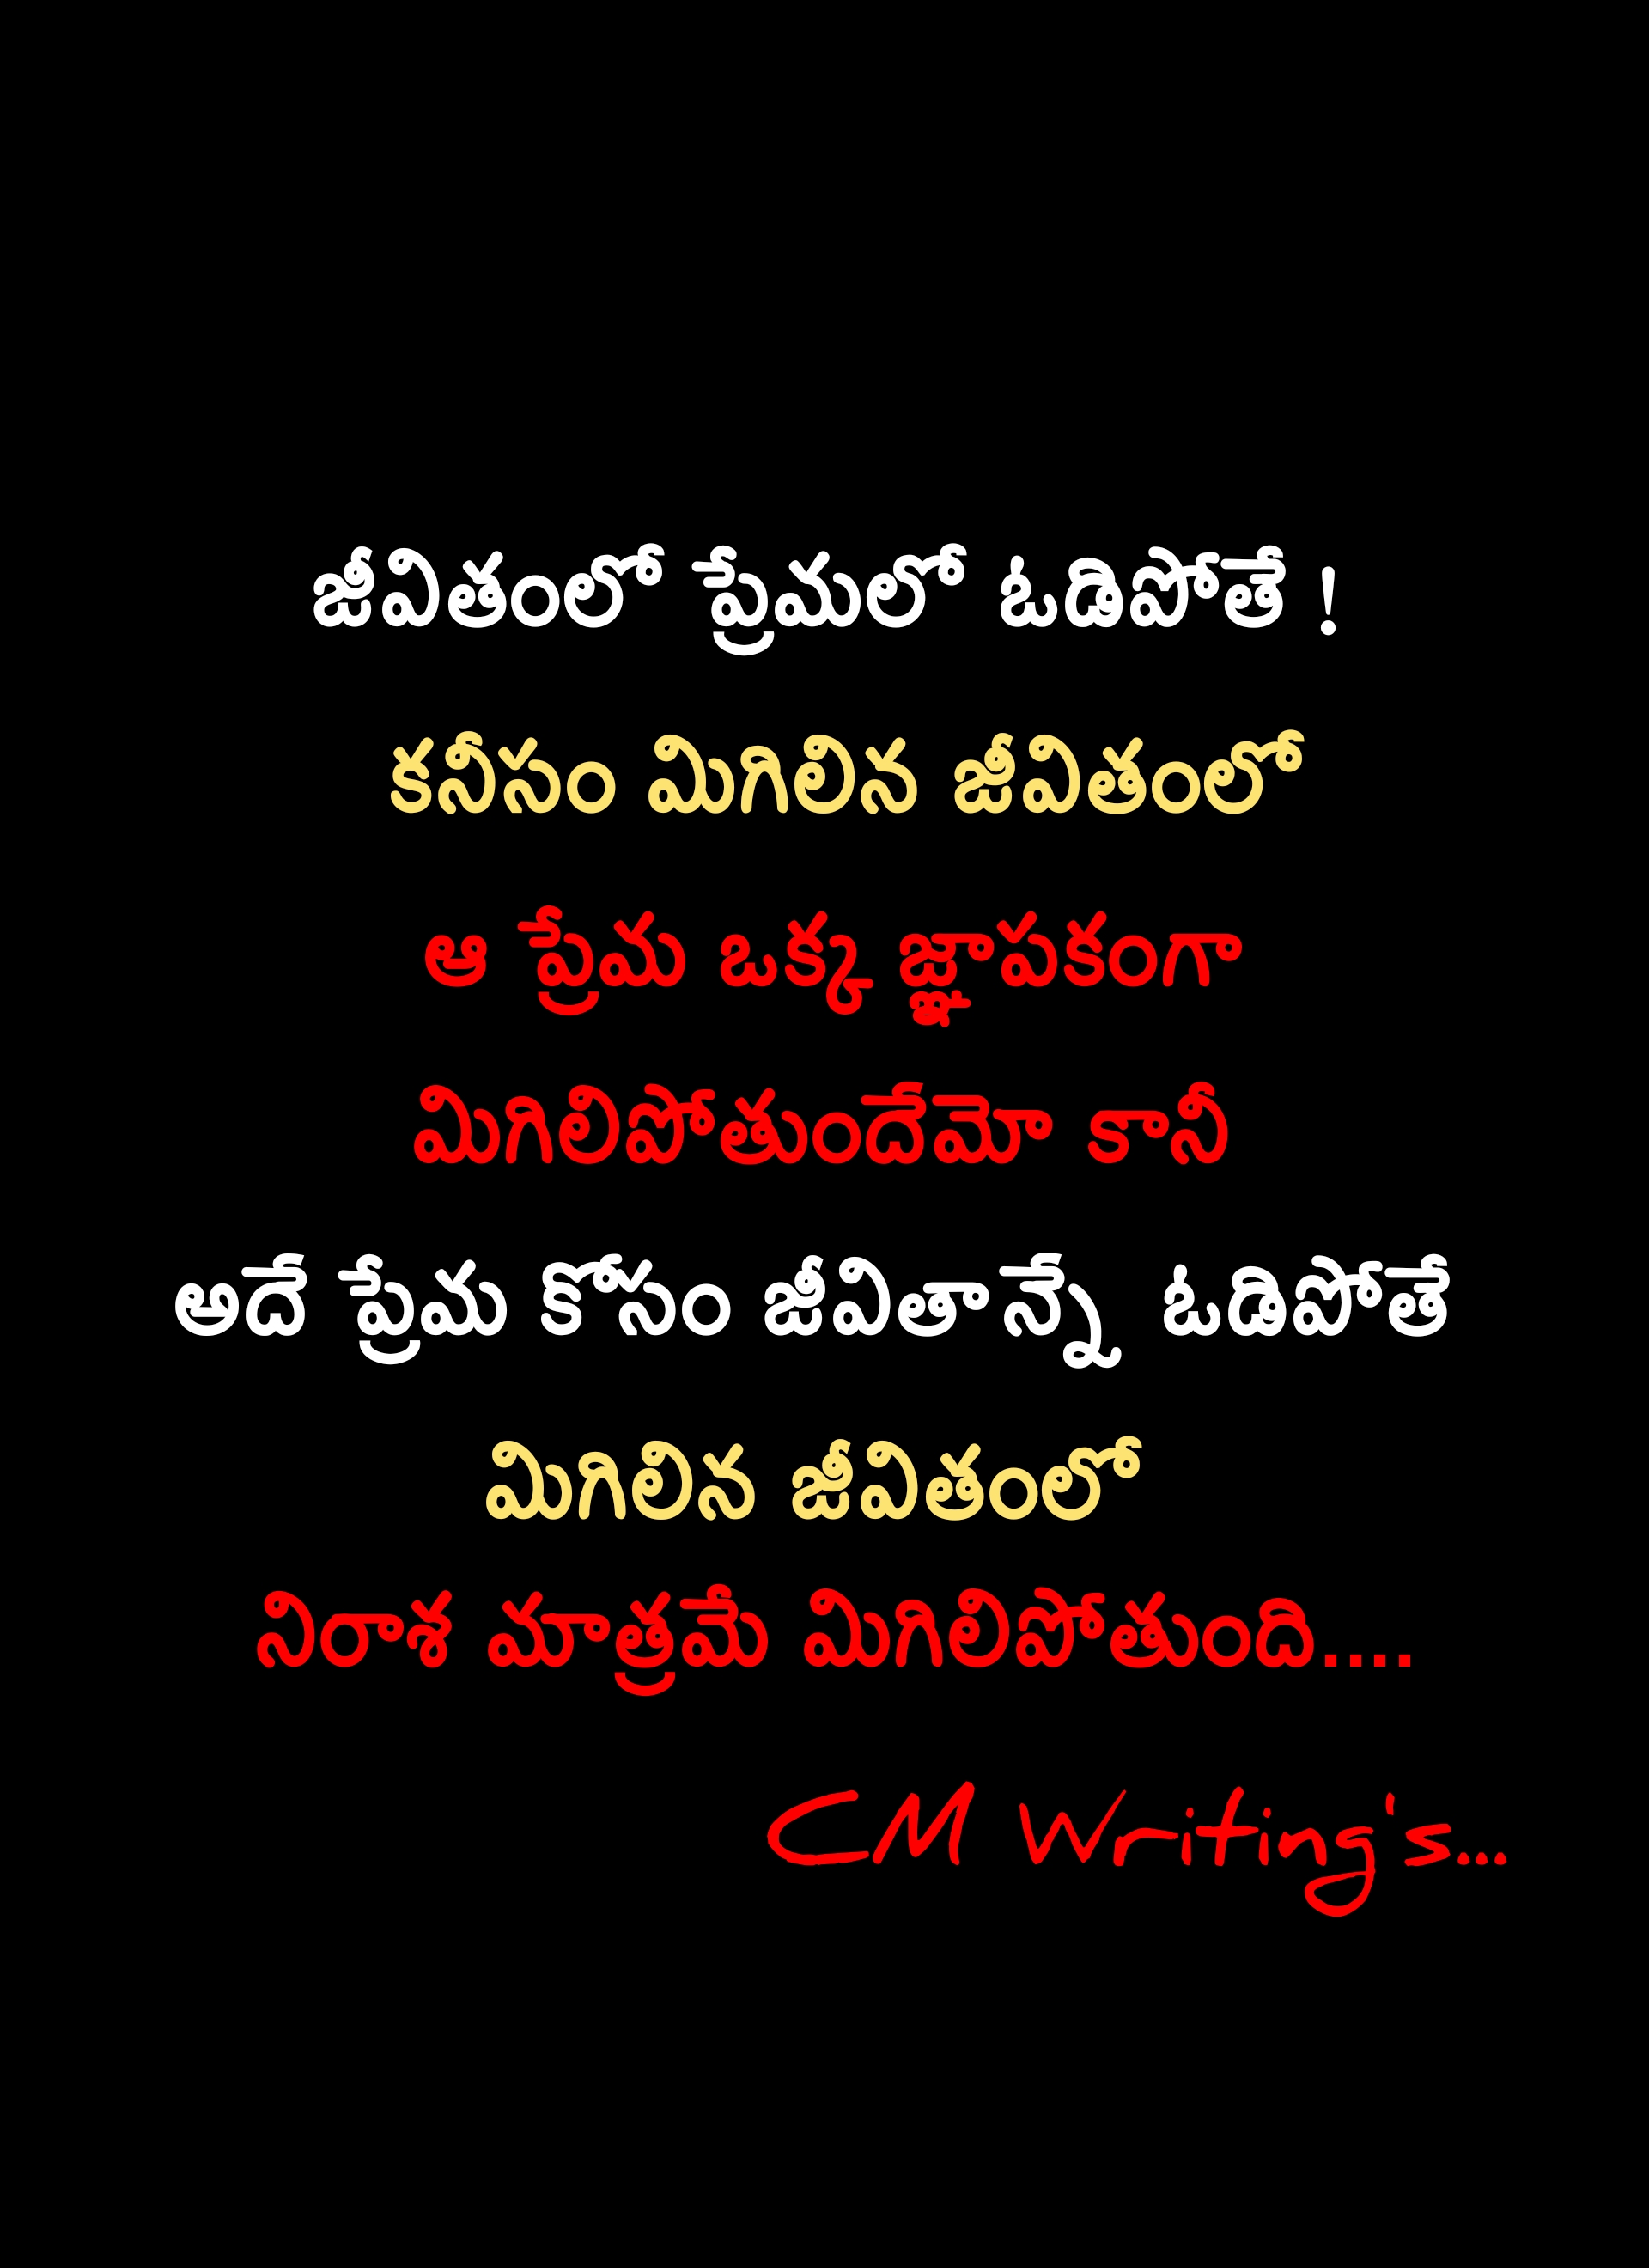 జీవితంలో ప్రేమలో ఓడిపోతే !
కనీసం మిగిలిన జీవితంలో
ఆ ప్రేమ ఒక్క జ్ఞాపకంగా
మిగిలిపోతుందేమో కానీ
అదే ప్రేమ కోసం జీవితాన్నే ఓడిపోతే
మిగిలిన జీవితంలో
నిరాశ మాత్రమే మిగిలిపోతుంది.....
CM Writing's...